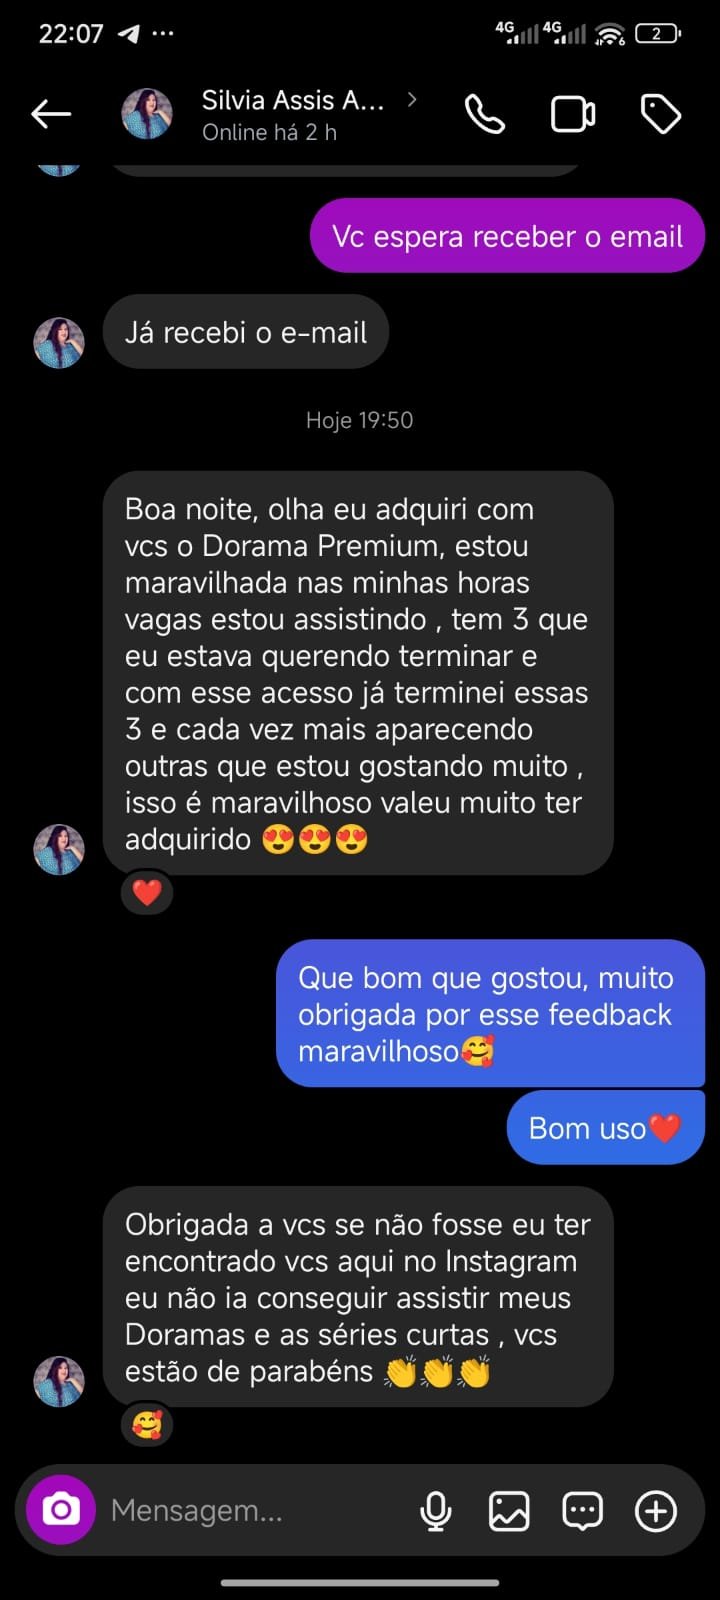 22:07
4G 4G 6 2
Silvia Assis A...
Online há 2 h
Vc espera receber o email
Já recebi o e-mail
Hoje 19:50
Boa noite, olha eu adquiri com
vcs o Dorama Premium, estou
maravilhada nas minhas horas
vagas estou assistindo , tem 3 que
eu estava querendo terminar e
com esse acesso já terminei essas
3 e cada vez mais aparecendo
outras que estou gostando muito ,
isso é maravilhoso valeu muito ter
adquirido 😍😍😍
❤️
Que bom que gostou, muito
obrigada por esse feedback
maravilhoso🥰
Bom uso❤️
Obrigada a vcs se não fosse eu ter
encontrado vcs aqui no Instagram
eu não ia conseguir assistir meus
Doramas e as séries curtas , vcs
estão de parabéns 👏👏👏
🥰
Mensagem...